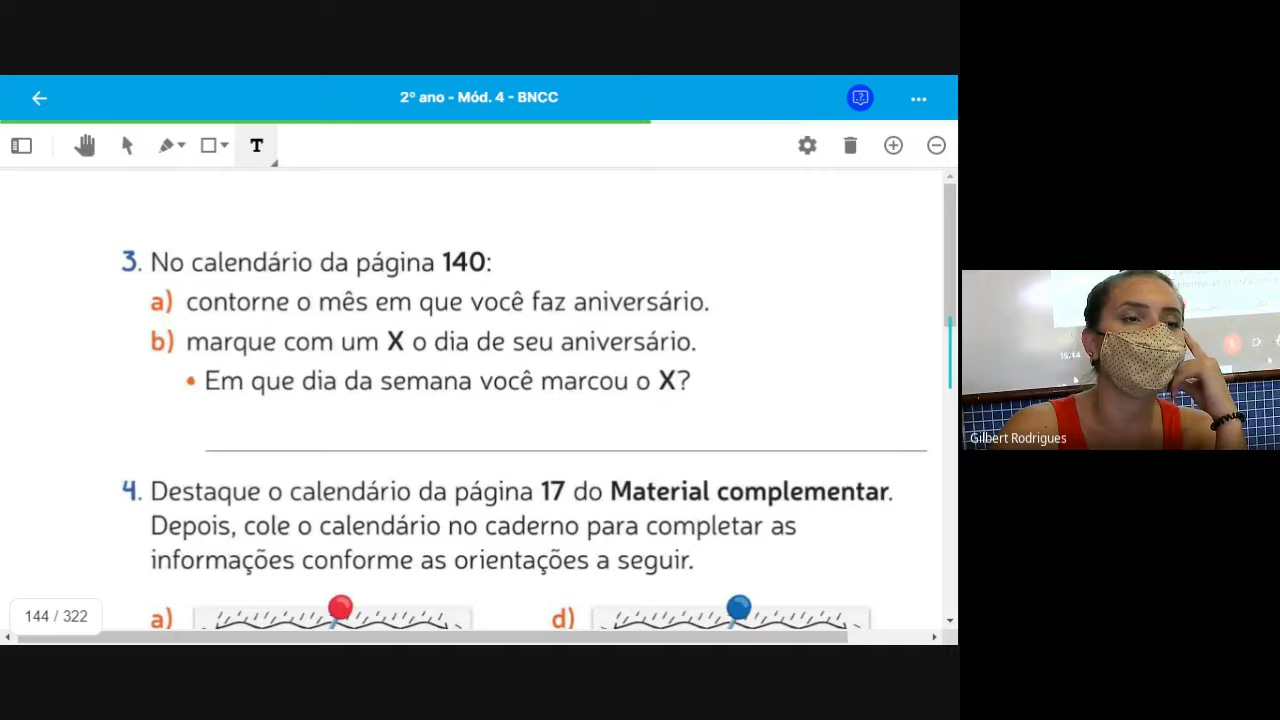 2º ano - Mód. 4 - BNCC
T
3. No calendário da página 140:
a) contorne o mês em que você faz aniversário.
b) marque com um X o dia de seu aniversário.
• Em que dia da semana você marcou o X?
4. Destaque o calendário da página 17 do Material complementar.
Depois, cole o calendário no caderno para completar as
informações conforme as orientações a seguir.
144 / 322
a)
d)
15:14
Gilbert Rodrigues